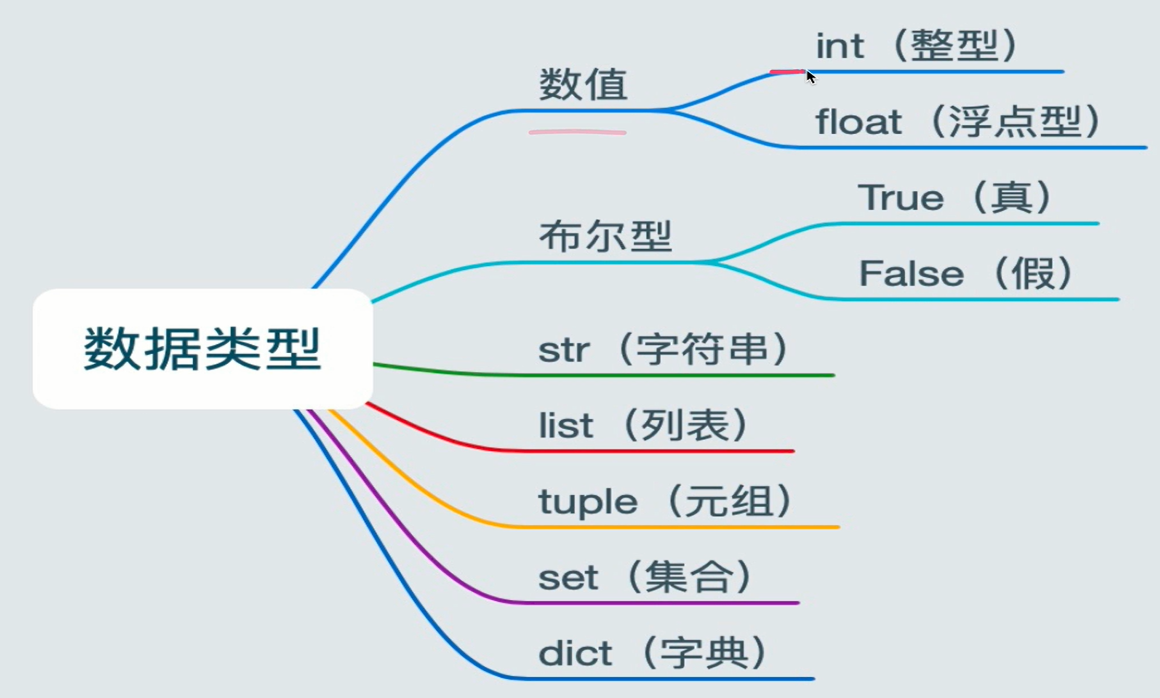 数据类型
数值
int（整型）
float（浮点型）
布尔型
True（真）
False（假）
str（字符串）
list（列表）
tuple（元组）
set（集合）
dict（字典）